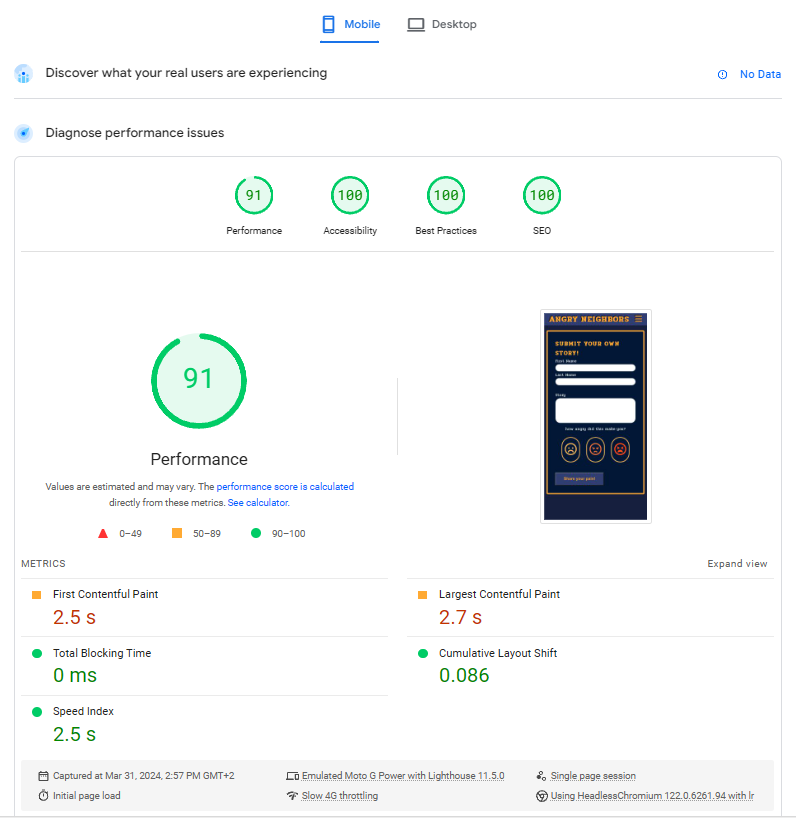 Mobile
Desktop
Discover what your real users are experiencing
No Data
Diagnose performance issues
91
100
100
100
Performance
Accessibility
Best Practices
SEO
91
Performance
Values are estimated and may vary. The performance score is calculated
directly from these metrics. See calculator.
0–49
50–89
90–100
ANGRY NEIGHBORS
SUBMIT YOUR OWN
STORY!
First Name
Last Name
Story
how angry did this make you?
Share your pain!
METRICS
Expand view
First Contentful Paint
2.5 s
Largest Contentful Paint
2.7 s
Total Blocking Time
0 ms
Cumulative Layout Shift
0.086
Speed Index
2.5 s
Captured at Mar 31, 2024, 2:57 PM GMT+2
Emulated Moto G Power with Lighthouse 11.5.0
Single page session
Initial page load
Slow 4G throttling
Using HeadlessChromium 122.0.6261.94 with lr